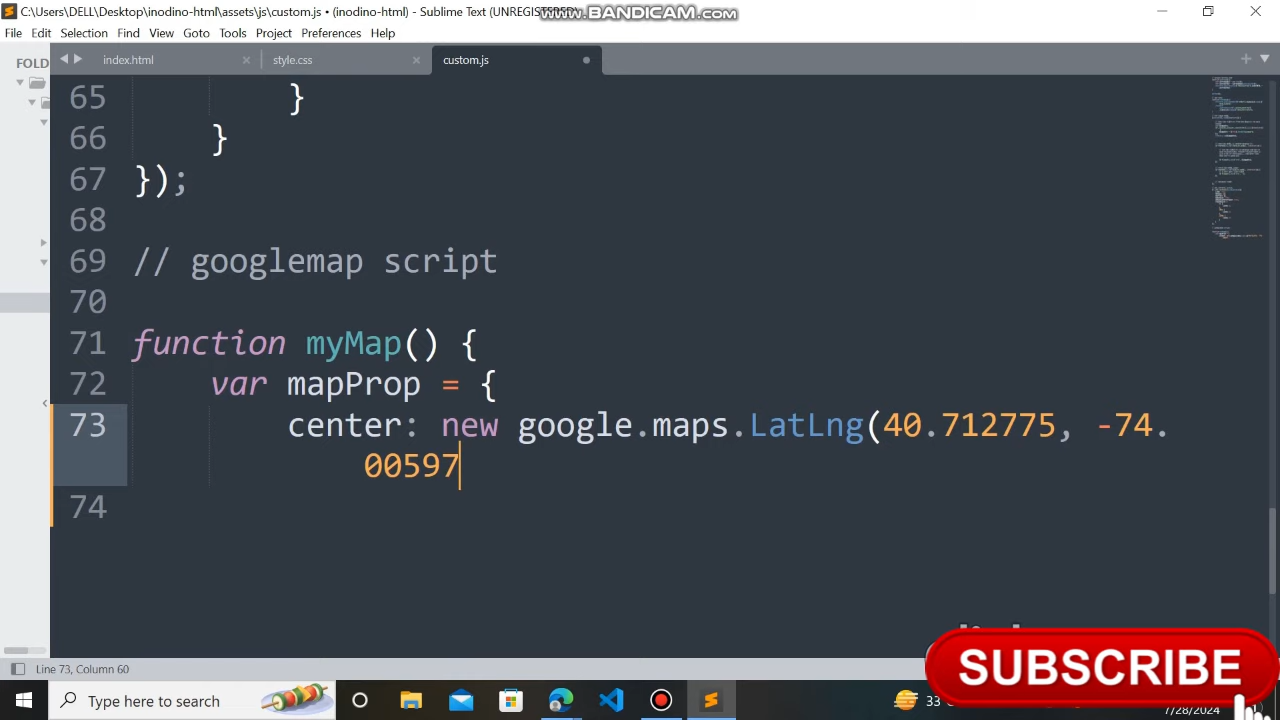 C:\Users\DELL\Desktop\inodino-html\assets\js\custom.js • (inodino-html) - Sublime Text (UNREGISTERED)
www.BANDICAM.com
File Edit Selection Find View Goto Tools Project Preferences Help
FOLD
index.html
style.css
custom.js
65 }
66 }
67 });
68
69 // googlemap script
70
71 function myMap() {
72 var mapProp = {
73 center: new google.maps.LatLng(40.712775, -74.
00597
74
Line 73, Column 60
SUBSCRIBE
Type here to search
33
7/28/2024